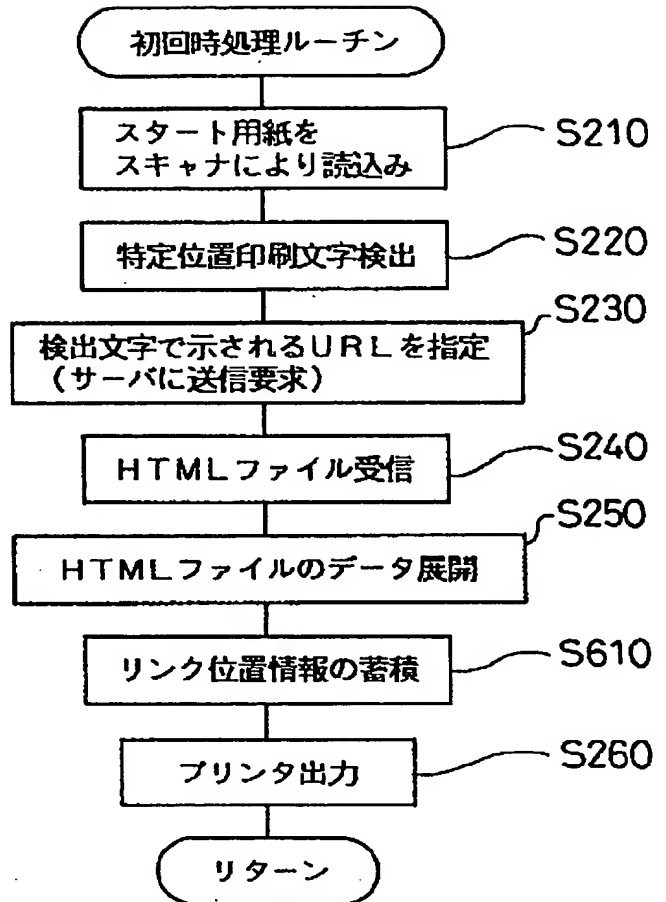 初回時処理ルーチン
スタート用紙を
スキャナにより読込み
S210
特定位置印刷文字検出
S220
検出文字で示されるURLを指定
(サーバに送信要求)
S230
HTMLファイル受信
S240
HTMLファイルのデータ展開
S250
リンク位置情報の蓄積
S610
プリンタ出力
S260
リターン